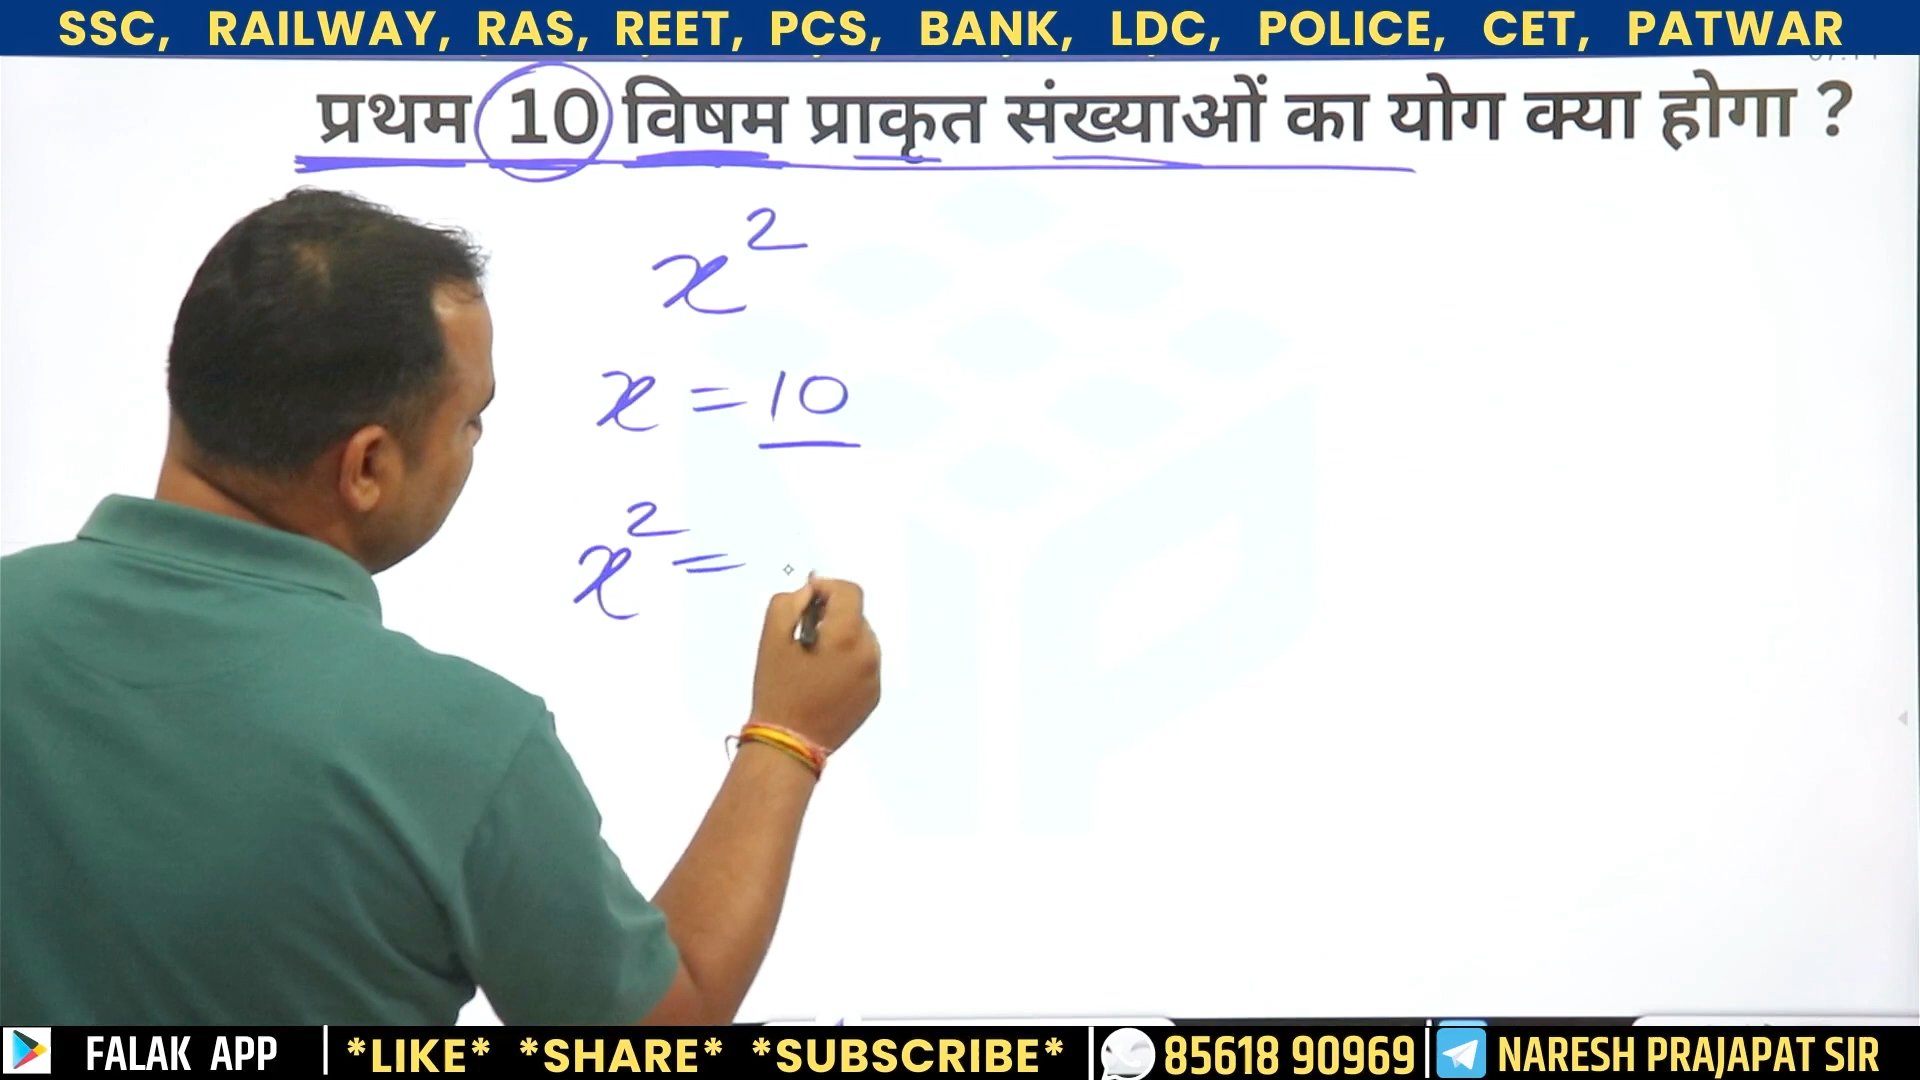 SSC, RAILWAY, RAS, REET, PCS, BANK, LDC, POLICE, CET, PATWAR
प्रथम 10 विषम प्राकृत संख्याओं का योग क्या होगा ?
x²
x = 10
x² =
FALAK APP | *LIKE* *SHARE* *SUBSCRIBE* | 85618 90969 | NARESH PRAJAPAT SIR